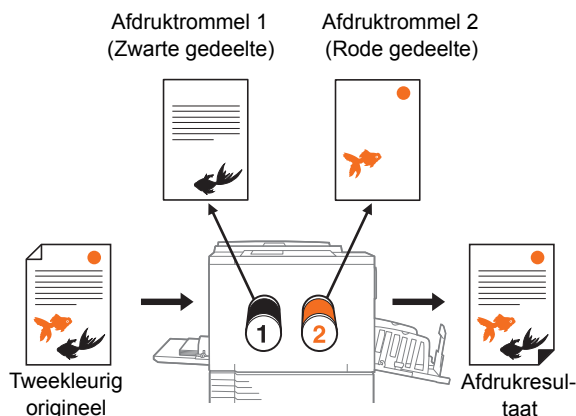 Afdruktrommel 1
(Zwarte gedeelte)
Afdruktrommel 2
(Rode gedeelte)
1
2
Tweekleurig
origineel
Afdrukresul-
taat